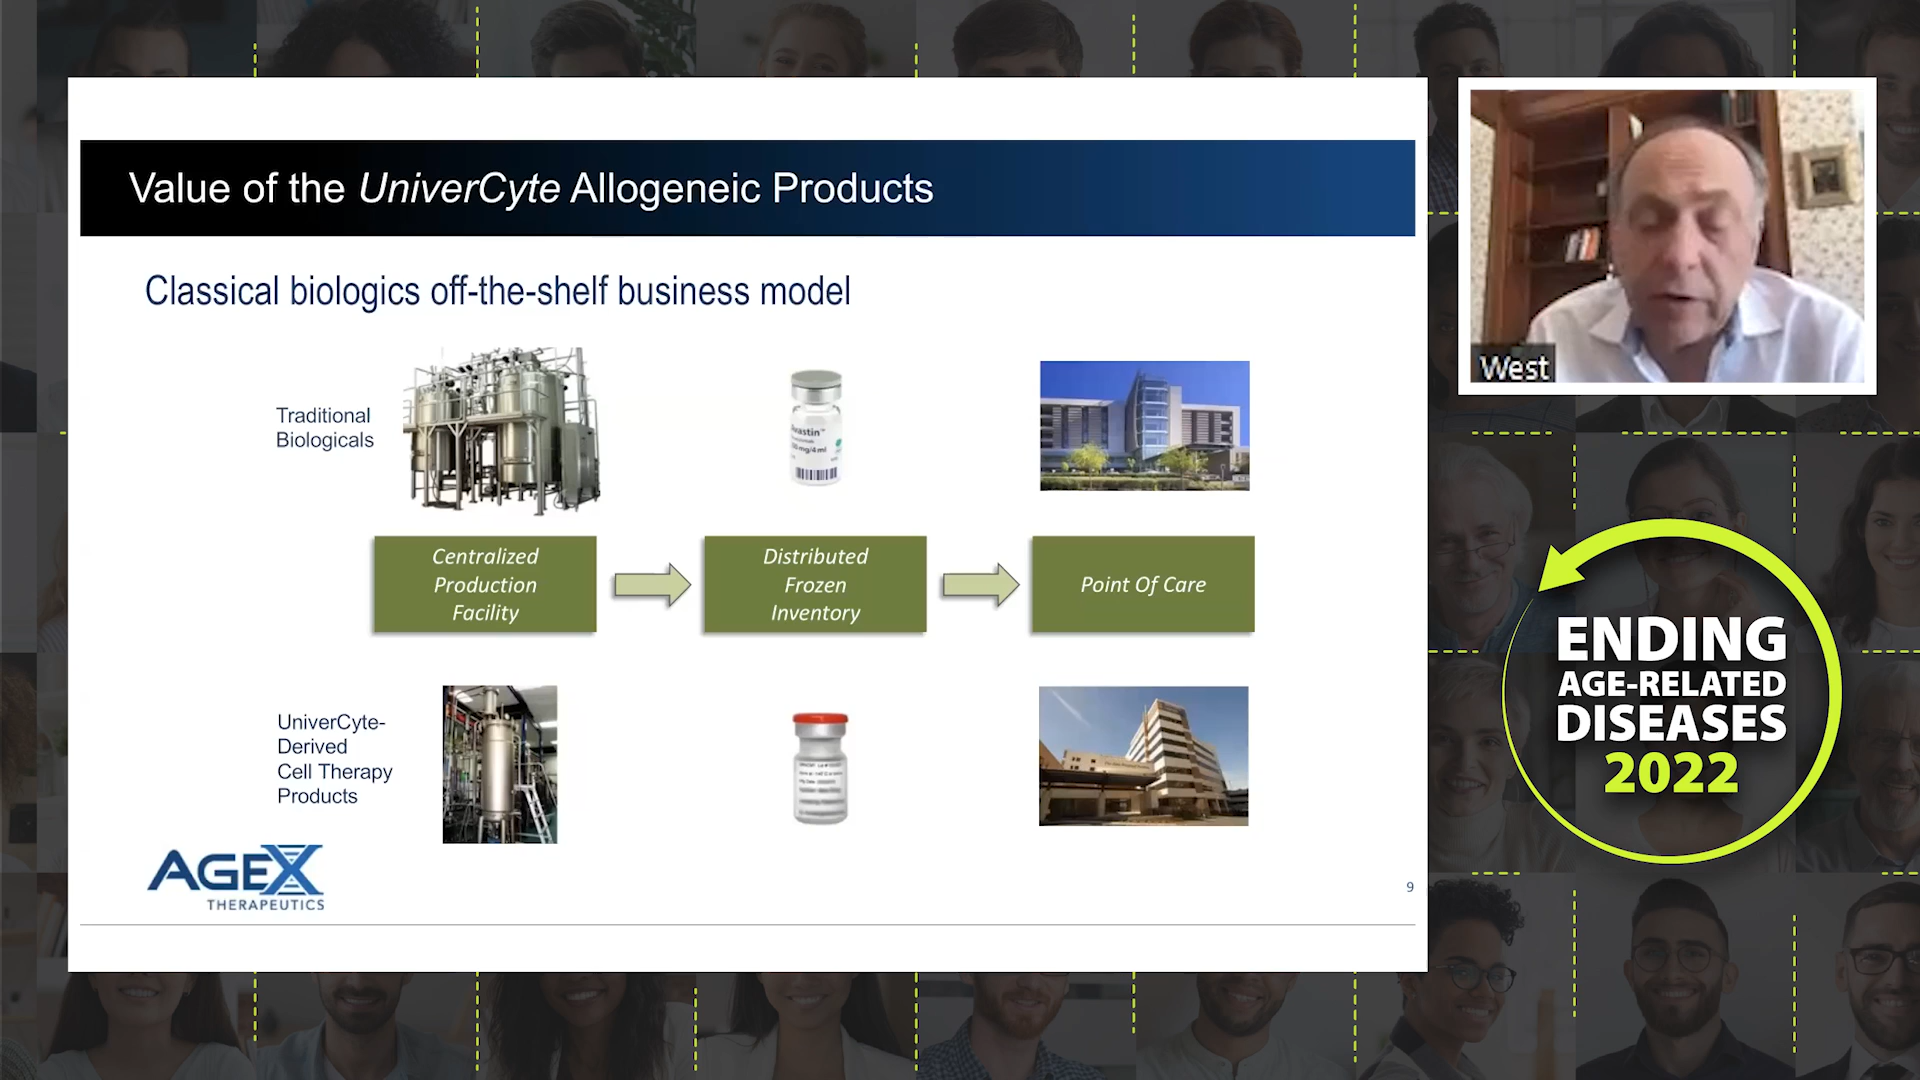 Value of the UniverCyte Allogeneic Products
Classical biologics off-the-shelf business model
Traditional
Biologicals
Centralized
Production
Facility
Distributed
Frozen
Inventory
Point Of Care
UniverCyte-
Derived
Cell Therapy
Products
AGEX
THERAPEUTICS
9
West
ENDING
AGE-RELATED
DISEASES
2022